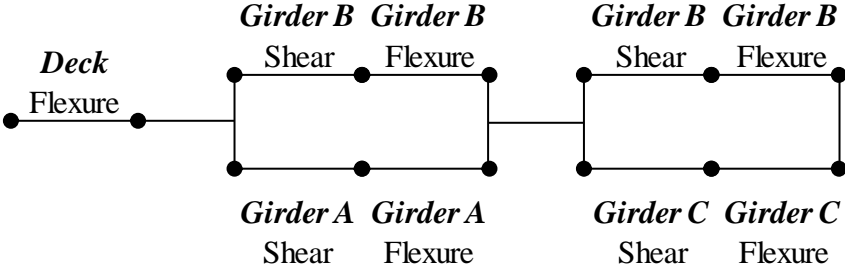 Girder B Girder B Girder B Girder B
Shear Flexure Shear Flexure
Deck
Flexure
Girder A Girder A Girder C Girder C
Shear Flexure Shear Flexure